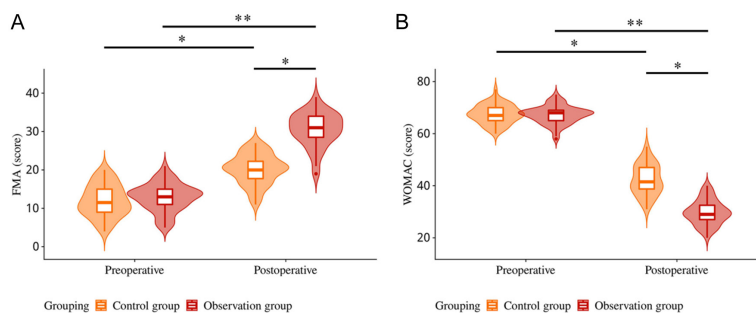 A
**
*
*
FMA (score)
40
30
20
10
0
Preoperative Postoperative
Grouping Control group Observation group
B
**
*
*
WOMAC (score)
80
60
40
20
Preoperative Postoperative
Grouping Control group Observation group